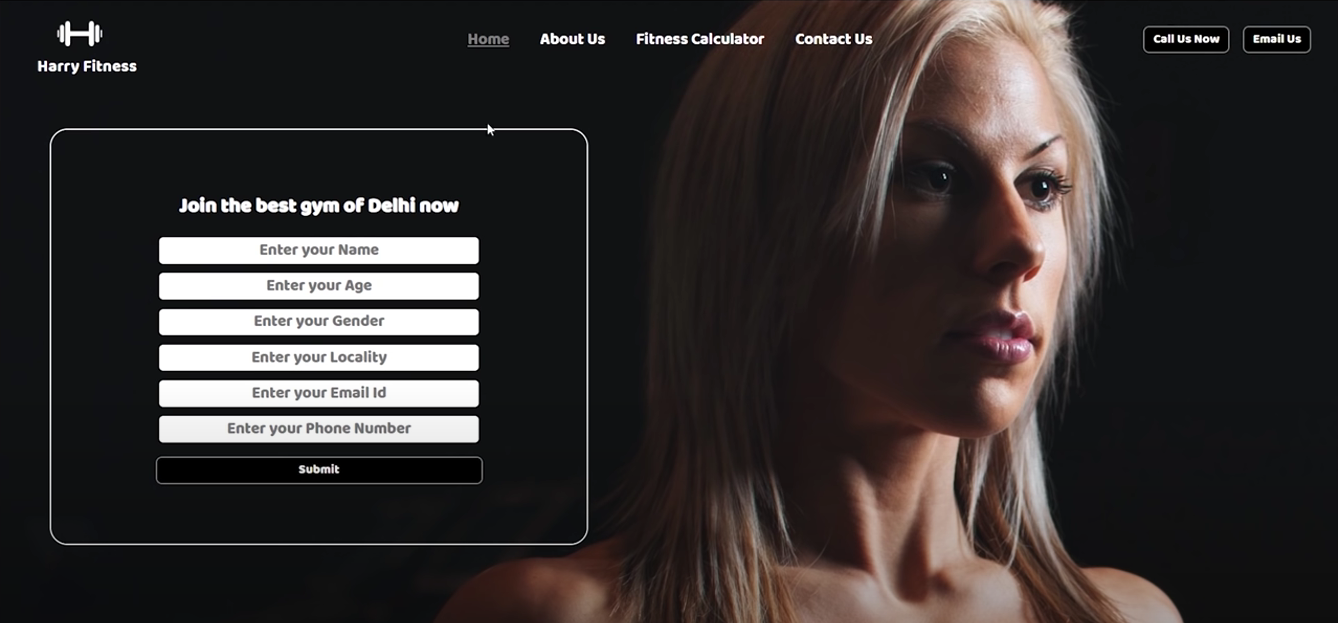 Harry Fitness
Home
About Us
Fitness Calculator
Contact Us
Call Us Now
Email Us
Join the best gym of Delhi now
Enter your Name
Enter your Age
Enter your Gender
Enter your Locality
Enter your Email Id
Enter your Phone Number
Submit